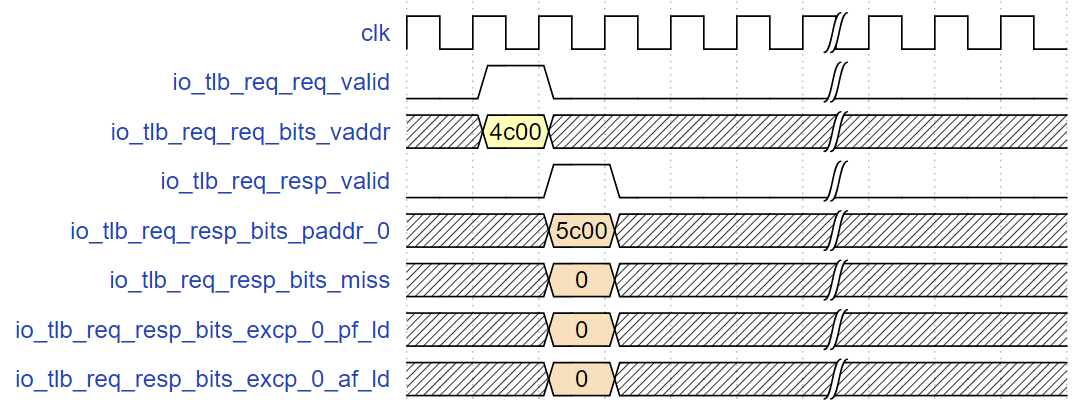 clk
io_tlb_req_req_valid
io_tlb_req_req_bits_vaddr 4c00
io_tlb_req_resp_valid
io_tlb_req_resp_bits_paddr_0 5c00
io_tlb_req_resp_bits_miss 0
io_tlb_req_resp_bits_excp_0_pf_ld 0
io_tlb_req_resp_bits_excp_0_af_ld 0